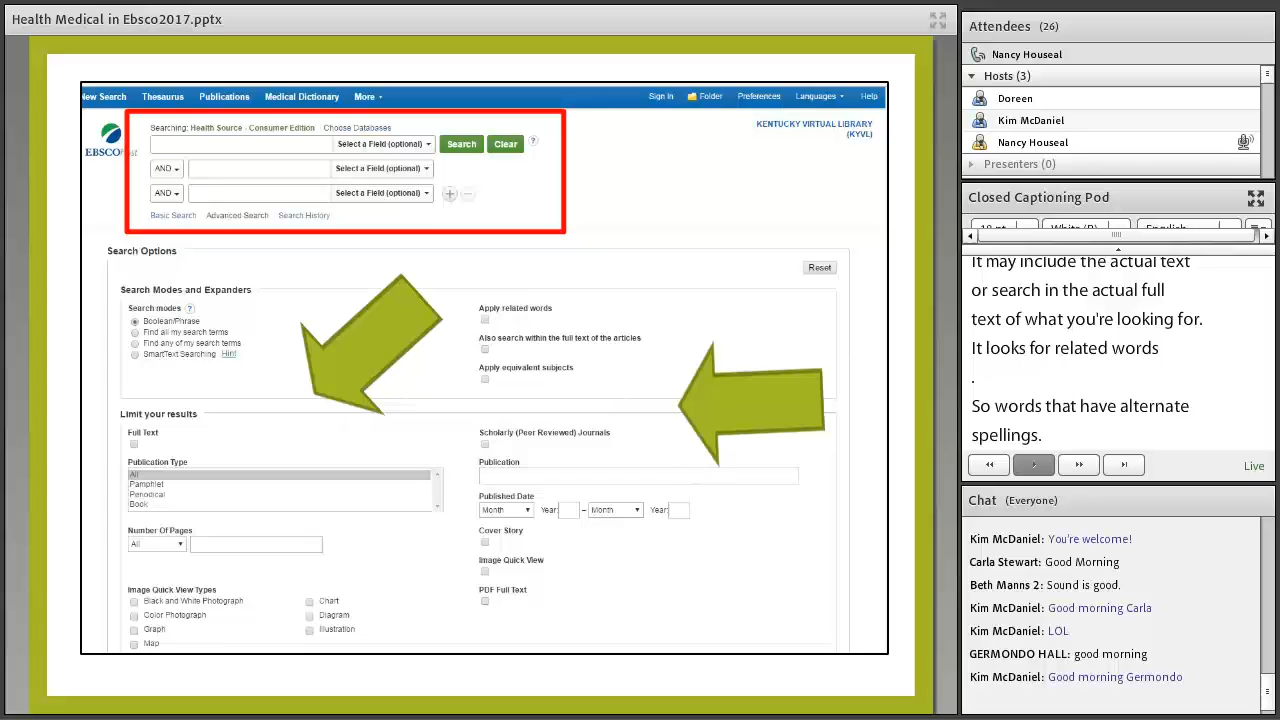 Health Medical in Ebsco2017.pptx
New Search Thesaurus Publications Medical Dictionary More Sign In Folder Preferences Languages Help
Searching: Health Source - Consumer Edition Choose Databases
KENTUCKY VIRTUAL LIBRARY (KYVL)
EBSCOhost
Select a Field (optional) Search Clear ?
AND Select a Field (optional)
AND Select a Field (optional) + −
Basic Search Advanced Search Search History
Search Options
Reset
Search Modes and Expanders
Search modes ?
Boolean/Phrase
Find all my search terms
Find any of my search terms
SmartText Searching Hint
Apply related words
Also search within the full text of the articles
Apply equivalent subjects
Limit your results
Full Text
Publication Type
All
Pamphlet
Periodical
Book
Number Of Pages
All
Scholarly (Peer Reviewed) Journals
Publication
Published Date
Month Year: – Month Year:
Cover Story
Image Quick View
PDF Full Text
Image Quick View Types
Black and White Photograph
Color Photograph
Graph
Map
Chart
Diagram
Illustration
Attendees (26)
Nancy Houseal
Hosts (3)
Doreen
Kim McDaniel
Nancy Houseal
Presenters (0)
Closed Captioning Pod
It may include the actual text
or search in the actual full
text of what you're looking for.
It looks for related words
.
So words that have alternate
spellings.
Live
Chat (Everyone)
Kim McDaniel: You're welcome!
Carla Stewart: Good Morning
Beth Manns 2: Sound is good.
Kim McDaniel: Good morning Carla
Kim McDaniel: LOL
GERMONDO HALL: good morning
Kim McDaniel: Good morning Germondo